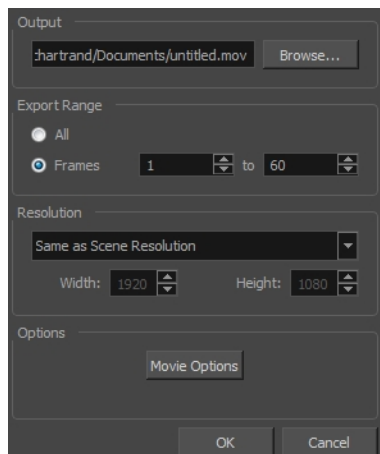 Output
:hartrand/Documents/untitled.mov Browse...
Export Range
All
Frames 1 to 60
Resolution
Same as Scene Resolution
Width: 1920 Height: 1080
Options
Movie Options
OK Cancel